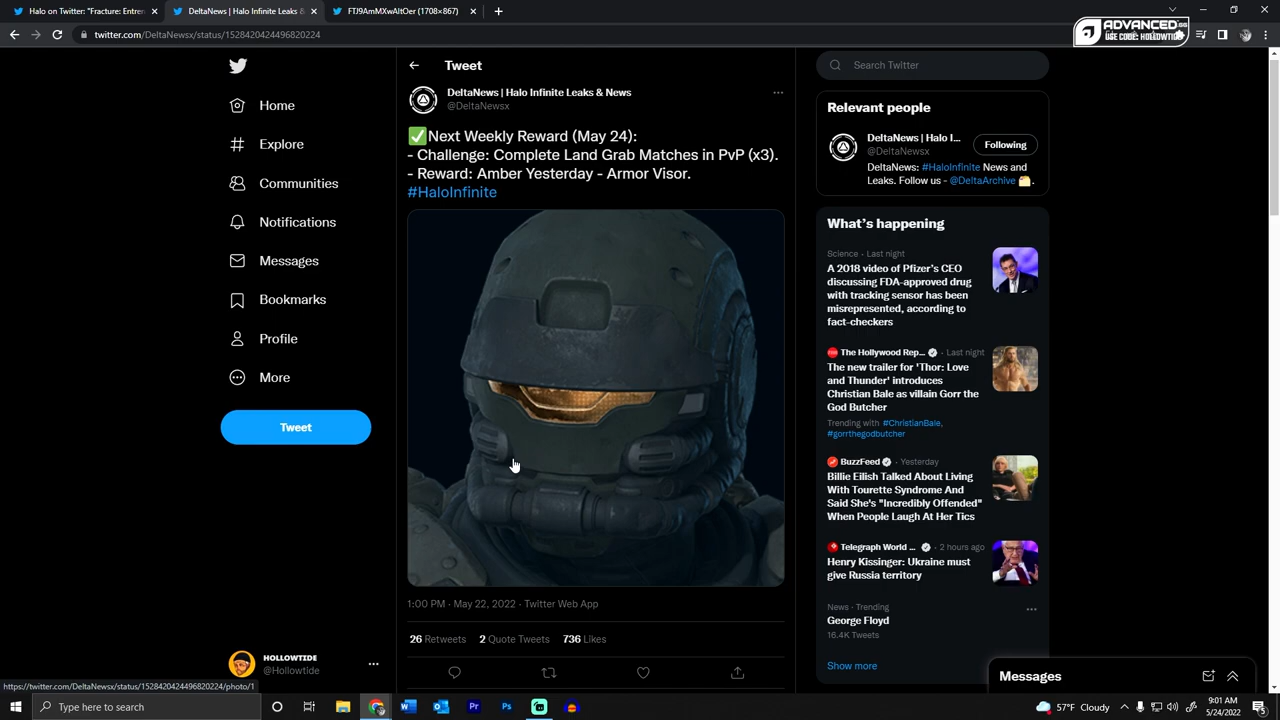 Halo on Twitter: "Fracture: Entren
DeltaNews | Halo Infinite Leaks &
FTJ9AmMXwAItOer (1708×867)
twitter.com/DeltaNewsx/status/1528420424496820224
ADVANCED.gg
USE CODE: HOLLOWTIDE
Home
Explore
Communities
Notifications
Messages
Bookmarks
Profile
More
Tweet
HOLLOWTIDE
@Hollowtide
Tweet
DeltaNews | Halo Infinite Leaks & News
@DeltaNewsx
✅Next Weekly Reward (May 24):
- Challenge: Complete Land Grab Matches in PvP (x3).
- Reward: Amber Yesterday - Armor Visor.
#HaloInfinite
1:00 PM · May 22, 2022 · Twitter Web App
26 Retweets 2 Quote Tweets 736 Likes
Search Twitter
Relevant people
DeltaNews | Halo I...
@DeltaNewsx
Following
DeltaNews: #HaloInfinite News and
Leaks. Follow us - @DeltaArchive .
What's happening
Science · Last night
A 2018 video of Pfizer's CEO
discussing FDA-approved drug
with tracking sensor has been
misrepresented, according to
fact-checkers
The Hollywood Rep... · Last night
The new trailer for 'Thor: Love
and Thunder' introduces
Christian Bale as villain Gorr the
God Butcher
Trending with #ChristianBale,
#gorrthegodbutcher
BuzzFeed · Yesterday
Billie Eilish Talked About Living
With Tourette Syndrome And
Said She's "Incredibly Offended"
When People Laugh At Her Tics
Telegraph World ... · 2 hours ago
Henry Kissinger: Ukraine must
give Russia territory
News · Trending
George Floyd
16.4K Tweets
Show more
Messages
https://twitter.com/DeltaNewsx/status/1528420424496820224/photo/1
Type here to search
57°F Cloudy
9:01 AM
5/24/2022